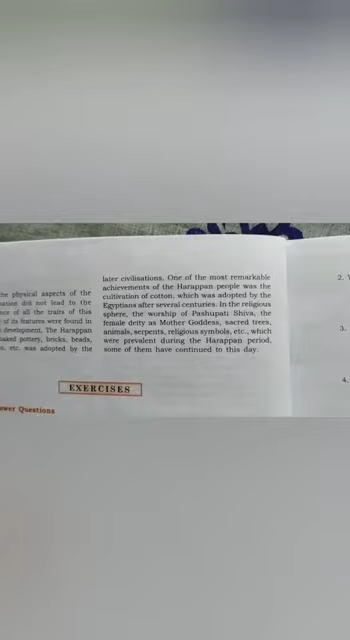 he physical aspects of the
sation did not lead to the
nce of all the traits of this
of its features were found in
development. The Harappan
baked pottery, bricks, beads,
etc. was adopted by the
later civilisations. One of the most remarkable
achievements of the Harappan people was the
cultivation of cotton, which was adopted by the
Egyptians after several centuries. In the religious
sphere, the worship of Pashupati Shiva, the
female deity as Mother Goddess, sacred trees,
animals, serpents, religious symbols, etc., which
were prevalent during the Harappan period,
some of them have continued to this day.
EXERCISES
swer Questions
2.
3.
4.